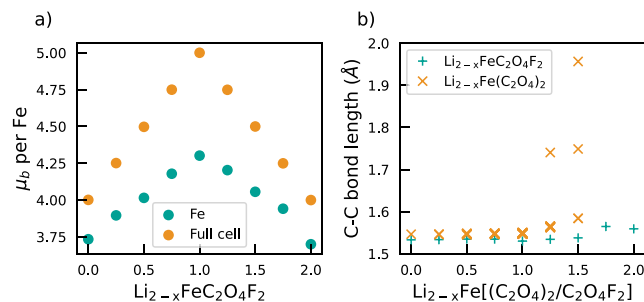 a)
5.00
4.75
4.50
4.25
4.00
3.75
μb per Fe
Fe
Full cell
0.0 0.5 1.0 1.5 2.0
Li2−xFeC2O4F2
b)
2.0
1.9
1.8
1.7
1.6
1.5
C-C bond length (Å)
Li2−xFeC2O4F2
Li2−xFe(C2O4)2
0.0 0.5 1.0 1.5 2.0
Li2−xFe[(C2O4)2/C2O4F2]